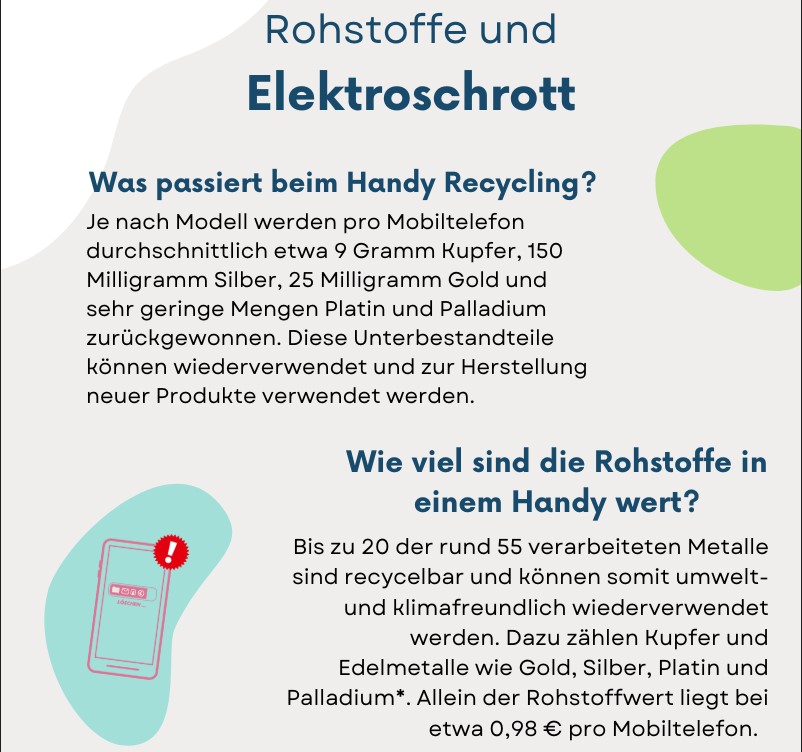 Rohstoffe und
Elektroschrott
Was passiert beim Handy Recycling?
Je nach Modell werden pro Mobiltelefon
durchschnittlich etwa 9 Gramm Kupfer, 150
Milligramm Silber, 25 Milligramm Gold und
sehr geringe Mengen Platin und Palladium
zurückgewonnen. Diese Unterbestandteile
können wiederverwendet und zur Herstellung
neuer Produkte verwendet werden.
Wie viel sind die Rohstoffe in
einem Handy wert?
Bis zu 20 der rund 55 verarbeiteten Metalle
sind recycelbar und können somit umwelt-
und klimafreundlich wiederverwendet
werden. Dazu zählen Kupfer und
Edelmetalle wie Gold, Silber, Platin und
Palladium*. Allein der Rohstoffwert liegt bei
etwa 0,98 € pro Mobiltelefon.
!
LÖSCHEN ...